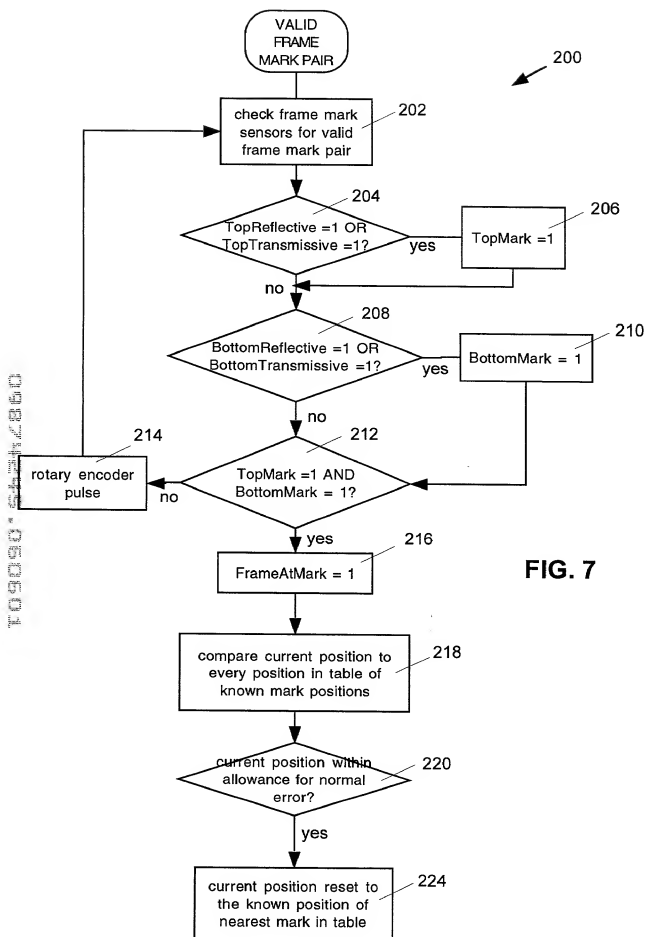 VALID
FRAME
MARK PAIR
200
check frame mark
sensors for valid
frame mark pair
202
204
TopReflective =1 OR
TopTransmissive =1?
yes
206
TopMark =1
no
208
BottomReflective =1 OR
BottomTransmissive =1?
yes
210
BottomMark = 1
no
212
TopMark =1 AND
BottomMark = 1?
214
rotary encoder
pulse
no
yes
216
FrameAtMark = 1
FIG. 7
218
compare current position to
every position in table of
known mark positions
220
current position within
allowance for normal
error?
yes
224
current position reset to
the known position of
nearest mark in table